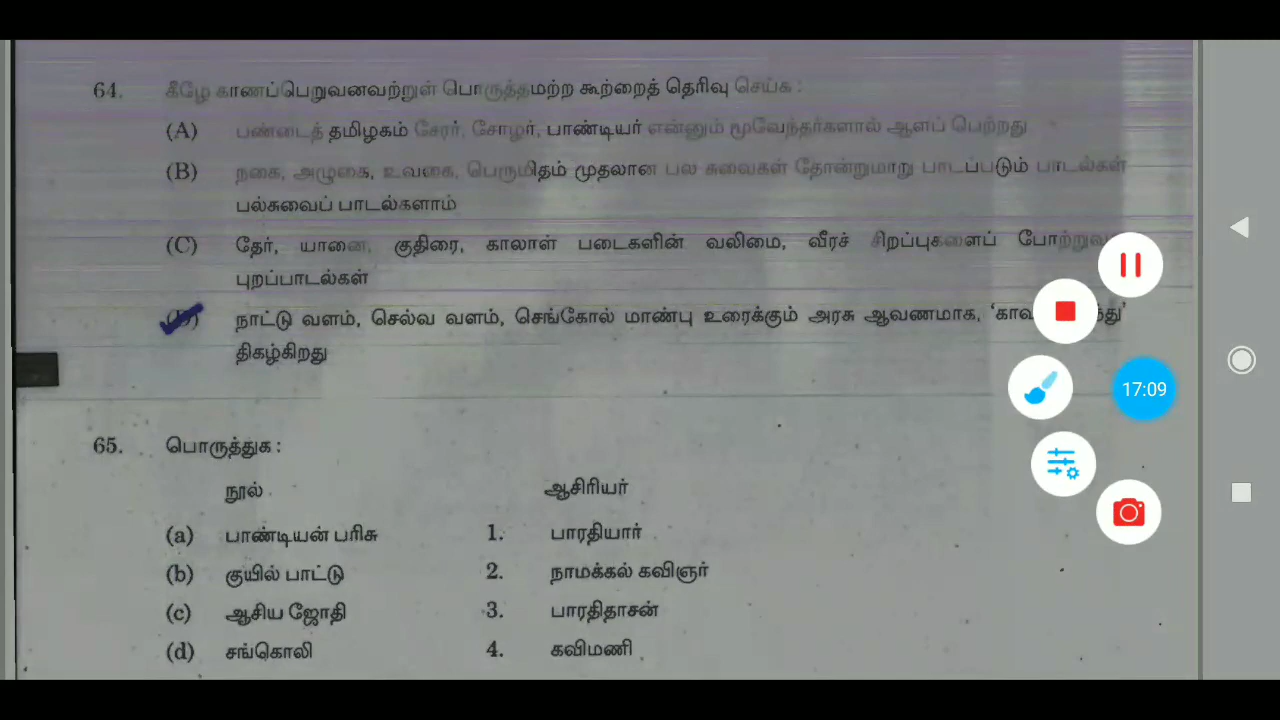 64. கீழே காணப்பெறுவனவற்றுள் பொருத்தமற்ற கூற்றைத் தெரிவு செய்க :
(A) பண்டைத் தமிழகம் சேரர், சோழர், பாண்டியர் என்னும் மூவேந்தர்களால் ஆளப் பெற்றது
(B) நகை, அழுகை, உவகை, பெருமிதம் முதலான பல சுவைகள் தோன்றுமாறு பாடப்படும் பாடல்கள்
பல்சுவைப் பாடல்களாம்
(C) தேர், யானை, குதிரை, காலாள் படைகளின் வலிமை, வீரச் சிறப்புகளைப்
புறப்பாடல்கள்
நாட்டு வளம், செல்வ வளம், செங்கோல் மாண்பு உரைக்கும் அரசு ஆவணமாக,
திகழ்கிறது
17:09
65. பொருத்துக :
நூல் ஆசிரியர்
(a) பாண்டியன் பரிசு 1. பாரதியார்
(b) குயில் பாட்டு 2. நாமக்கல் கவிஞர்
(c) ஆசிய ஜோதி 3. பாரதிதாசன்
(d) சங்கொலி 4. கவிமணி